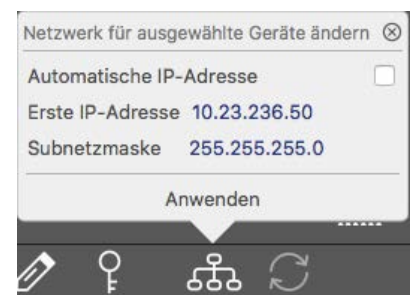 Netzwerk für ausgewählte Geräte ändern
Automatische IP-Adresse
Erste IP-Adresse 10.23.236.50
Subnetzmaske 255.255.255.0
Anwenden